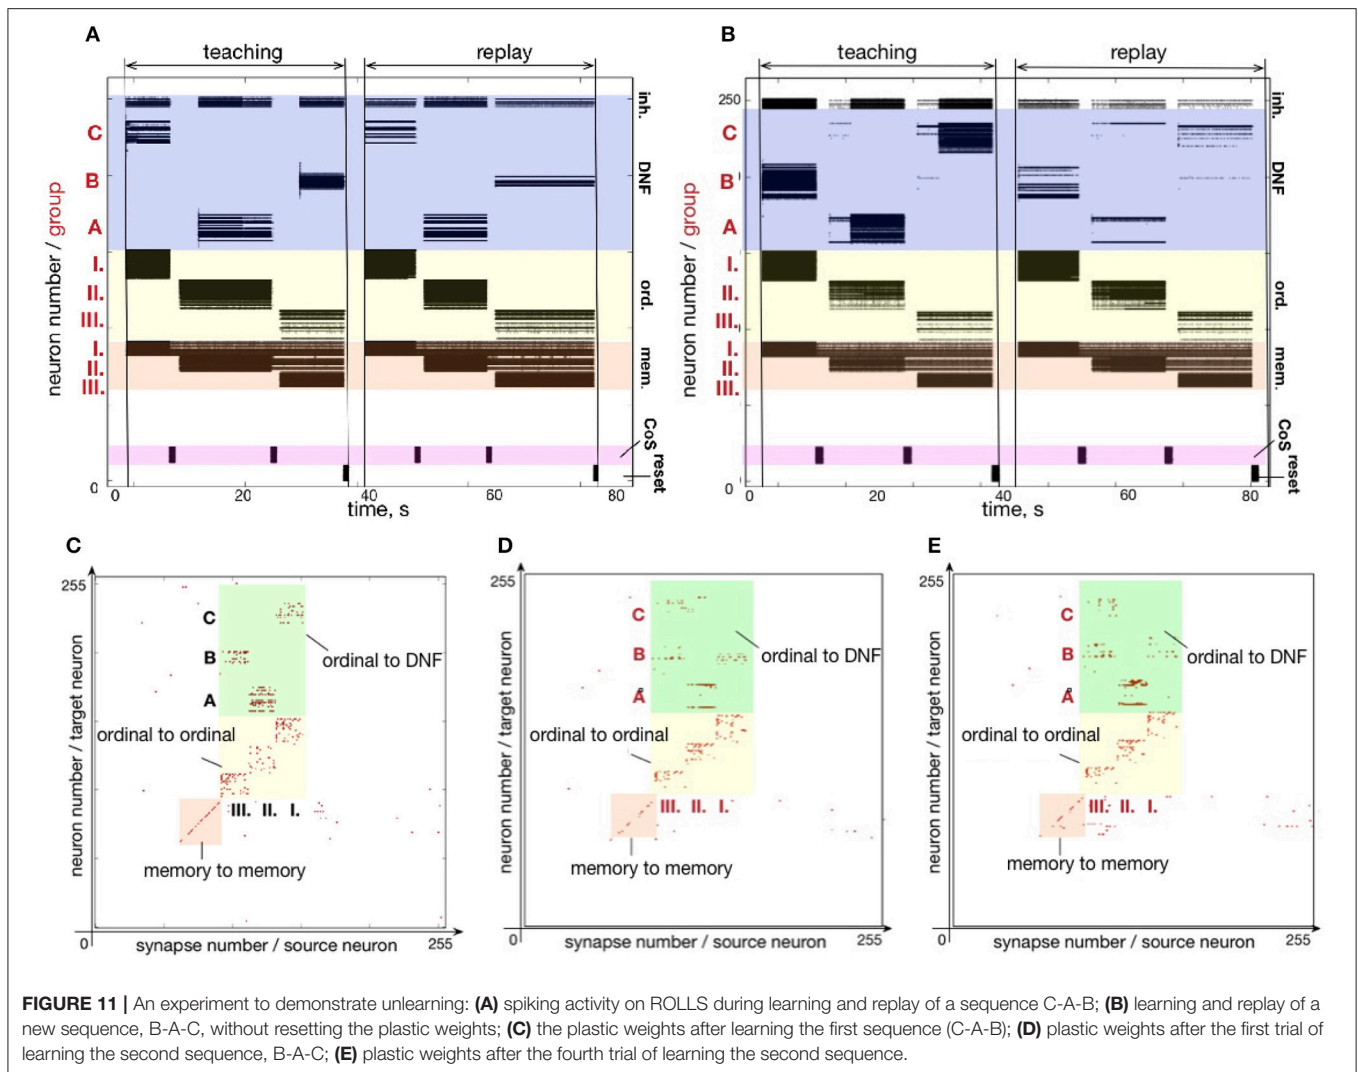 A
teaching
replay
neuron number / group
C
B
A
I.
II.
III.
I.
II.
III.
inh.
DNF
ord.
mem.
CoS
reset
0
0
20
40
60
80
time, s
B
teaching
replay
neuron number / group
250
C
B
A
I.
II.
III.
I.
II.
III.
inh.
DNF
ord.
mem.
CoS
reset
0
0
20
40
60
80
time, s
C
255
neuron number / target neuron
C
B
A
ordinal to DNF
ordinal to ordinal
III. II. I.
memory to memory
0
synapse number / source neuron
255
D
255
neuron number / target neuron
C
B
A
ordinal to DNF
ordinal to ordinal
III. II. I.
memory to memory
0
synapse number / source neuron
255
E
255
neuron number / target neuron
C
B
A
ordinal to DNF
ordinal to ordinal
III. II. I.
memory to memory
0
synapse number / source neuron
255
FIGURE 11 | An experiment to demonstrate unlearning: (A) spiking activity on ROLLS during learning and replay of a sequence C-A-B; (B) learning and replay of a
new sequence, B-A-C, without resetting the plastic weights; (C) the plastic weights after learning the first sequence (C-A-B); (D) plastic weights after the first trial of
learning the second sequence, B-A-C; (E) plastic weights after the fourth trial of learning the second sequence.